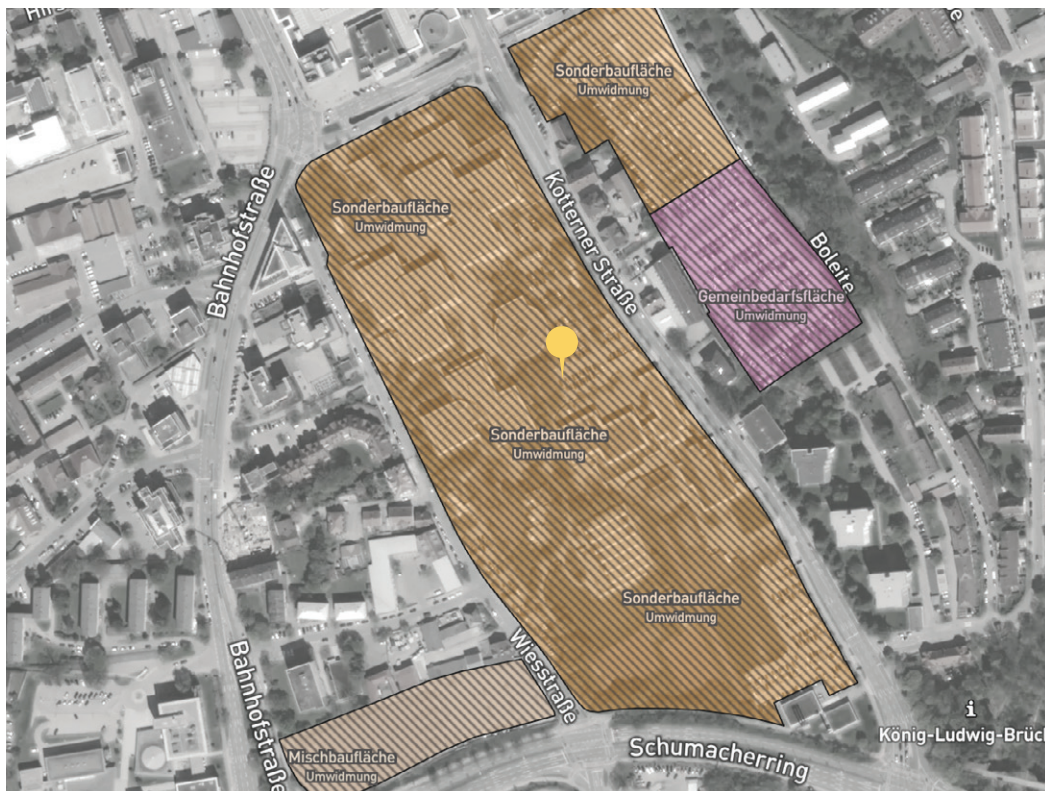 Sonderbaufläche
Umwidmung
Sonderbaufläche
Umwidmung
Kotterner Straße
Bahnhofstraße
Boleite
Gemeinbedarfsfläche
Umwidmung
Sonderbaufläche
Umwidmung
Sonderbaufläche
Umwidmung
Wiesstraße
Bahnhofstraße
i
König-Ludwig-Brück
Schumacherring
Mischbaufläche
Umwidmung